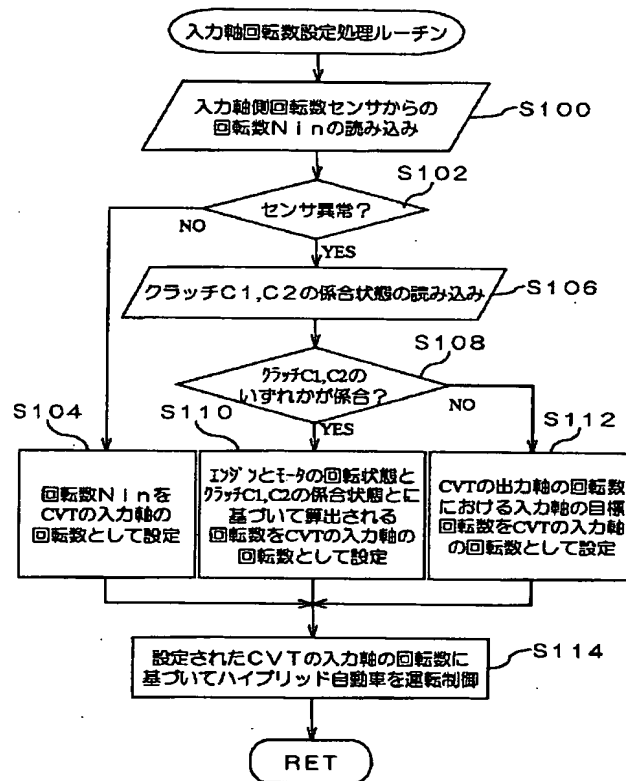 入力軸回転数設定処理ルーチン
入力軸側回転数センサからの
回転数Ninの読み込み
S100
S102
センサ異常?
NO
YES
クラッチC1,C2の係合状態の読み込み
S106
S108
クラッチC1,C2の
いずれかが係合?
NO
YES
S104
回転数Ninを
CVTの入力軸の
回転数として設定
S110
エンジンとモータの回転状態と
クラッチC1,C2の係合状態とに
基づいて算出される
回転数をCVTの入力軸の
回転数として設定
S112
CVTの出力軸の回転数
における入力軸の目標
回転数をCVTの入力軸
の回転数として設定
設定されたCVTの入力軸の回転数に
基づいてハイブリッド自動車を運転制御
S114
RET